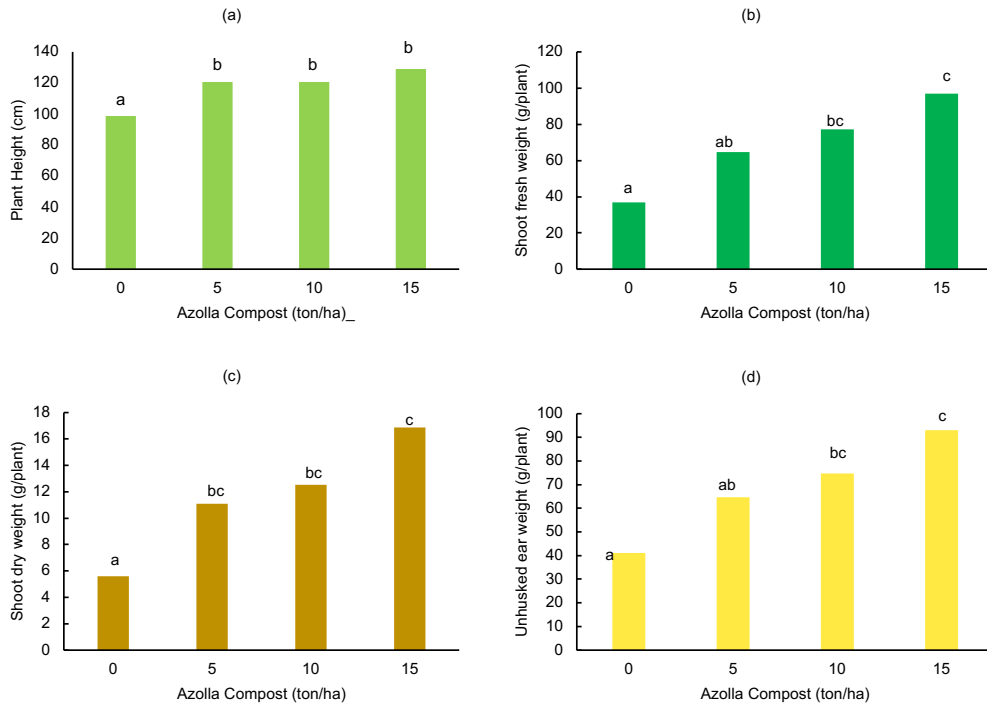 (a)
Plant Height (cm)
140
120
100
80
60
40
20
0
a
b
b
b
0 5 10 15
Azolla Compost (ton/ha)_
(b)
Shoot fresh weight (g/plant)
120
100
80
60
40
20
0
a
ab
bc
c
0 5 10 15
Azolla Compost (ton/ha)
(c)
Shoot dry weight (g/plant)
18
16
14
12
10
8
6
4
2
0
a
bc
bc
c
0 5 10 15
Azolla Compost (ton/ha)
(d)
Unhusked ear weight (g/plant)
100
90
80
70
60
50
40
30
20
10
0
a
ab
bc
c
0 5 10 15
Azolla Compost (ton/ha)